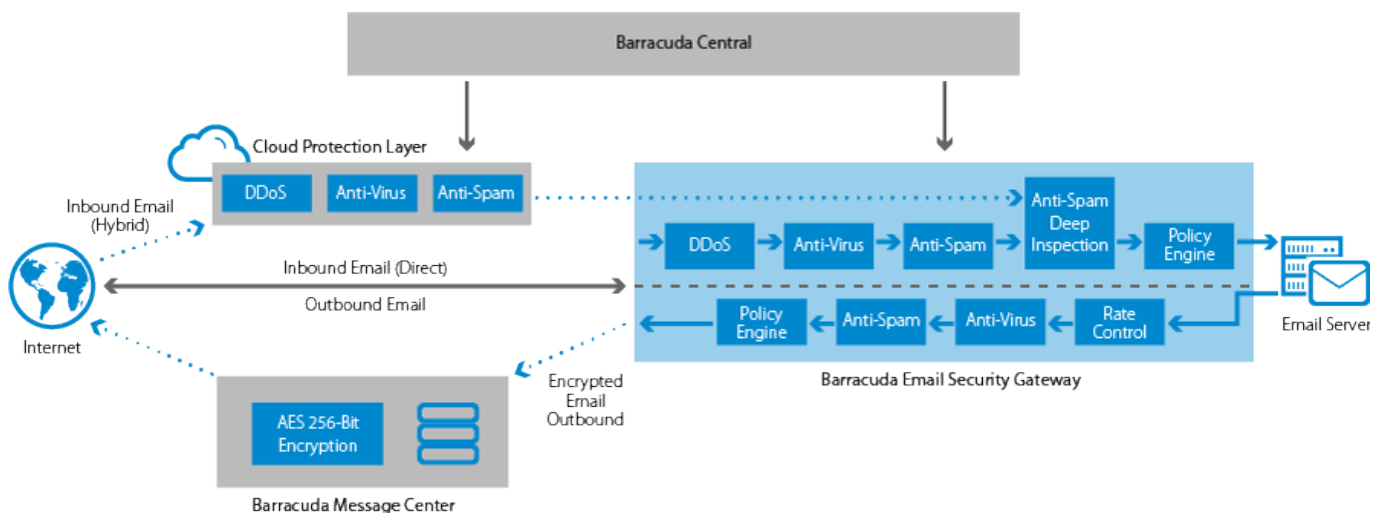 Barracuda Central
Cloud Protection Layer
DDoS
Anti-Virus
Anti-Spam
Inbound Email
(Hybrid)
Anti-Spam
Deep
Inspection
DDoS
Anti-Virus
Anti-Spam
Policy
Engine
Inbound Email (Direct)
Outbound Email
Internet
Policy
Engine
Anti-Spam
Anti-Virus
Rate
Control
Email Server
Barracuda Email Security Gateway
Encrypted
Email
Outbound
AES 256-Bit
Encryption
Barracuda Message Center